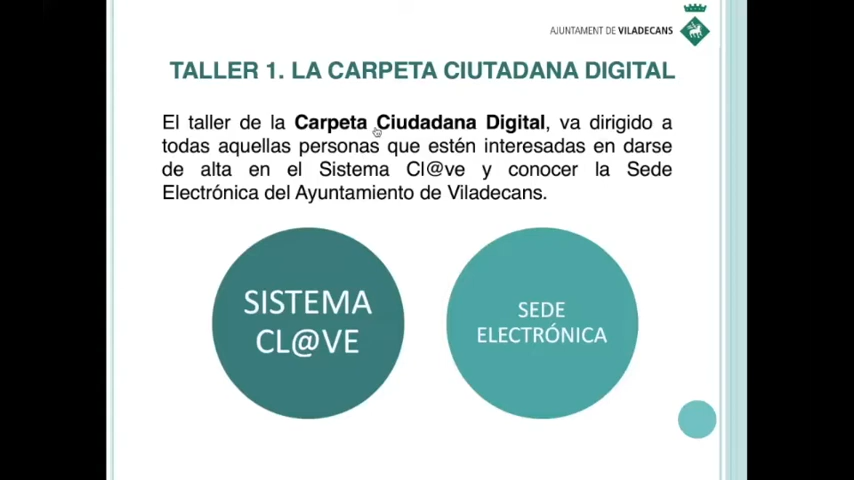 AJUNTAMENT DE VILADECANS
TALLER 1. LA CARPETA CIUTADANA DIGITAL
El taller de la Carpeta Ciudadana Digital, va dirigido a
todas aquellas personas que estén interesadas en darse
de alta en el Sistema Cl@ve y conocer la Sede
Electrónica del Ayuntamiento de Viladecans.
SISTEMA
CL@VE
SEDE
ELECTRÓNICA